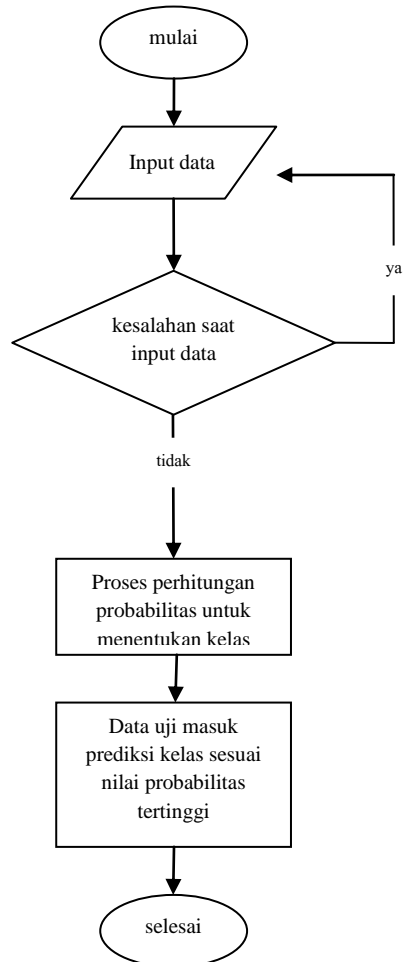 mulai
Input data
ya
kesalahan saat
input data
tidak
Proses perhitungan
probabilitas untuk
menentukan kelas
Data uji masuk
prediksi kelas sesuai
nilai probabilitas
tertinggi
selesai